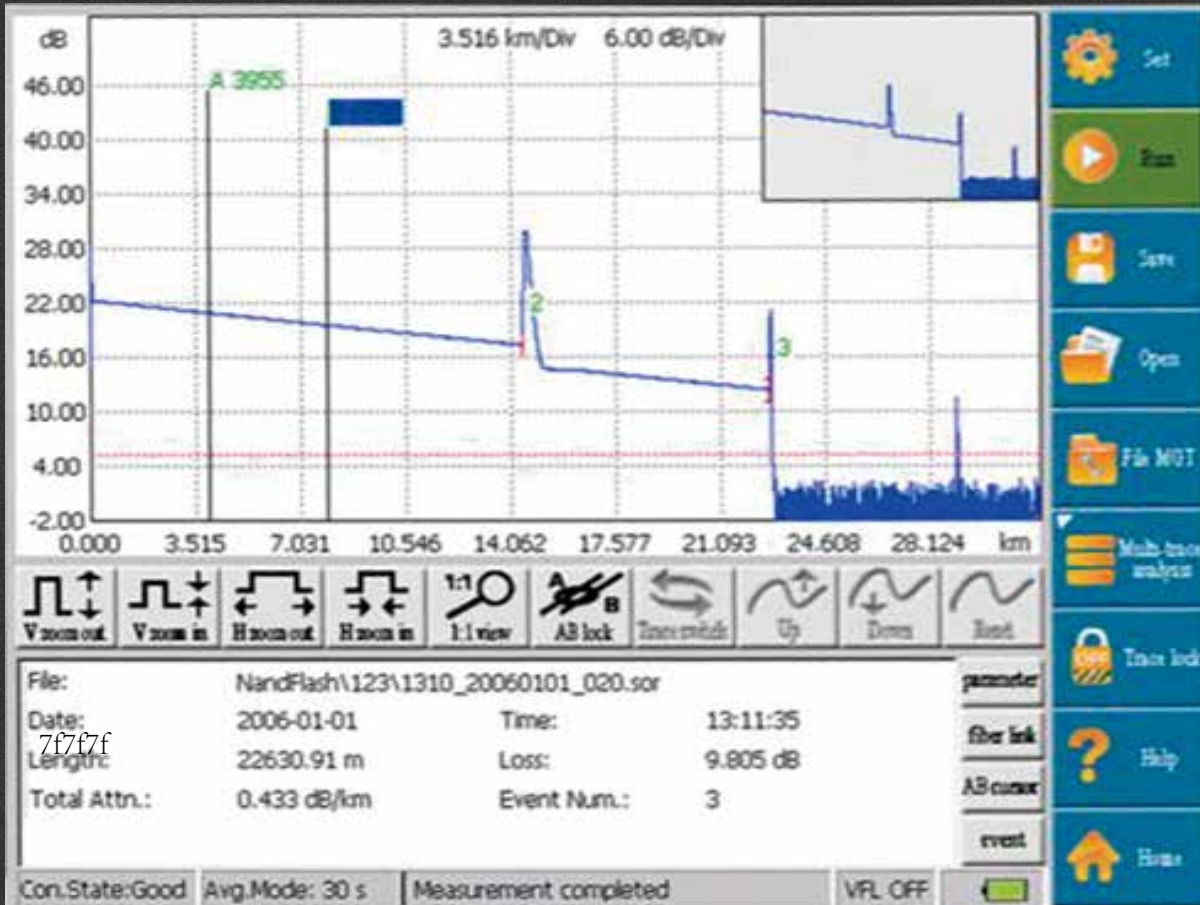 dB 3.516 km/Div 6.00 dB/Div
A 3955
46.00
40.00
34.00
28.00
22.00
16.00
10.00
4.00
-2.00
2
3
0.000 3.515 7.031 10.546 14.062 17.577 21.093 24.608 28.124 km
V zoom out V zoom in H zoom out H zoom in 1:1 1:1 view A B AB lock Trace switch Up Down Reset
File: NandFlash\123\1310_20060101_020.sor
Date: 2006-01-01 Time: 13:11:35
7f7f7f
Length: 22630.91 m Loss: 9.805 dB
Total Attn.: 0.433 dB/km Event Num.: 3
parameter
fiber link
AB cursor
event
Con.State:Good Avg.Mode: 30 s Measurement completed VFL OFF
Set
Run
Save
Open
File MGT
Multi-trace
analysis
OFF Trace lock
Help
Home